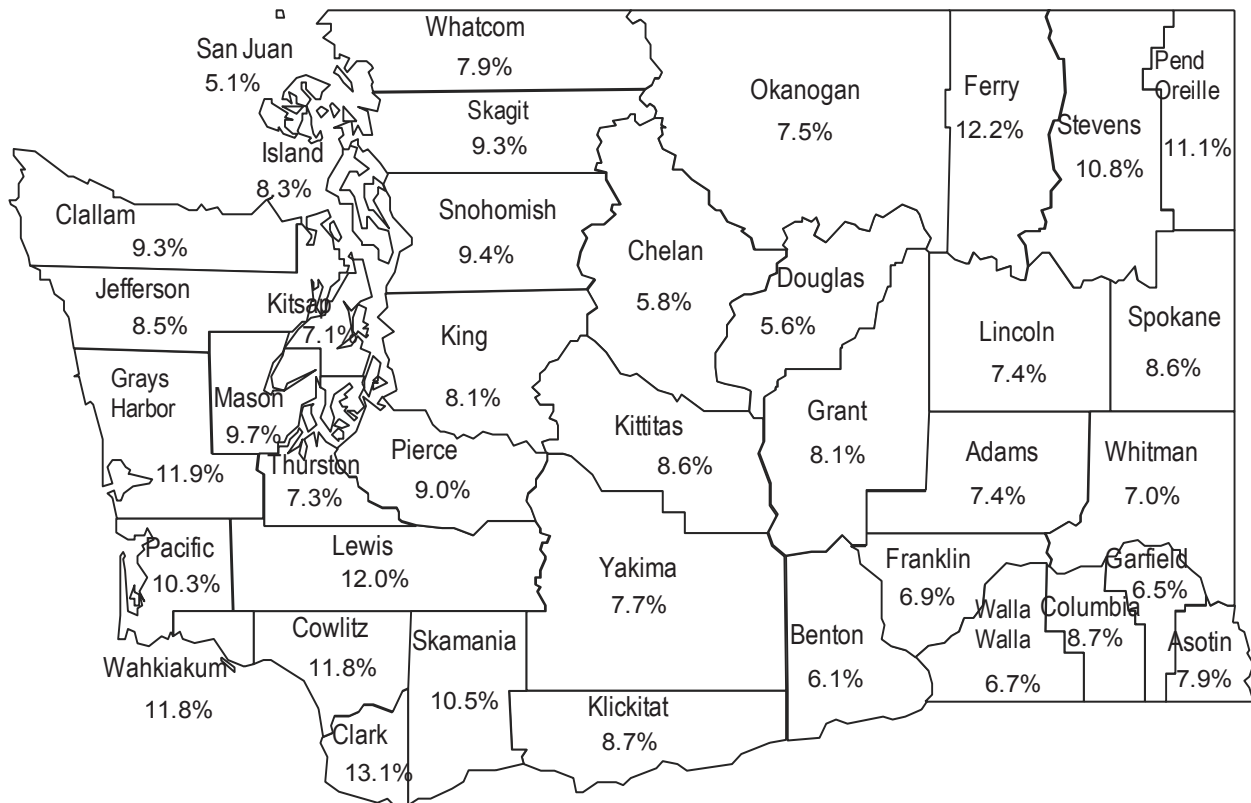 Whatcom
7.9%
San Juan
5.1%
Skagit
9.3%
Okanogan
7.5%
Ferry
12.2%
Stevens
10.8%
Pend
Oreille
11.1%
Island
8.3%
Clallam
9.3%
Snohomish
9.4%
Chelan
5.8%
Douglas
5.6%
Jefferson
8.5%
Kitsap
7.1%
King
8.1%
Lincoln
7.4%
Spokane
8.6%
Grays
Harbor
11.9%
Mason
9.7%
Thurston
7.3%
Pierce
9.0%
Kittitas
8.6%
Grant
8.1%
Adams
7.4%
Whitman
7.0%
Pacific
10.3%
Lewis
12.0%
Yakima
7.7%
Franklin
6.9%
Garfield
6.5%
Walla
Walla
6.7%
Columbia
8.7%
Asotin
7.9%
Wahkiakum
11.8%
Cowlitz
11.8%
Skamania
10.5%
Benton
6.1%
Klickitat
8.7%
Clark
13.1%